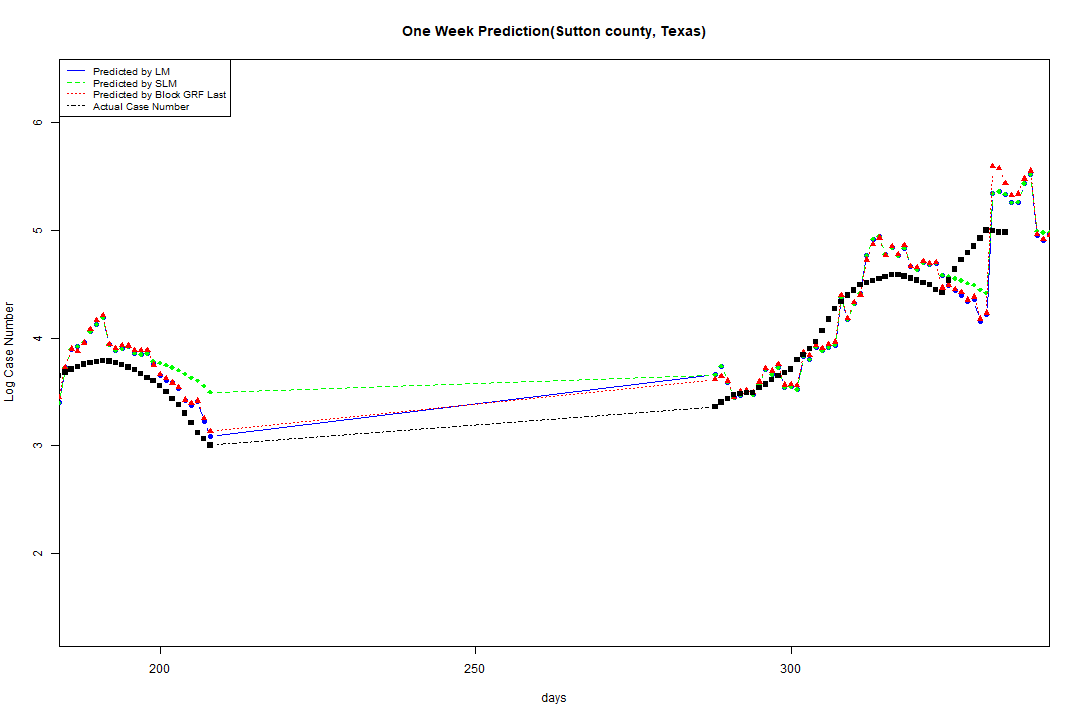 One Week Prediction(Sutton county, Texas)
Predicted by LM
Predicted by SLM
Predicted by Block GRF Last
Actual Case Number
6
5
4
3
2
Log Case Number
200
250
300
days